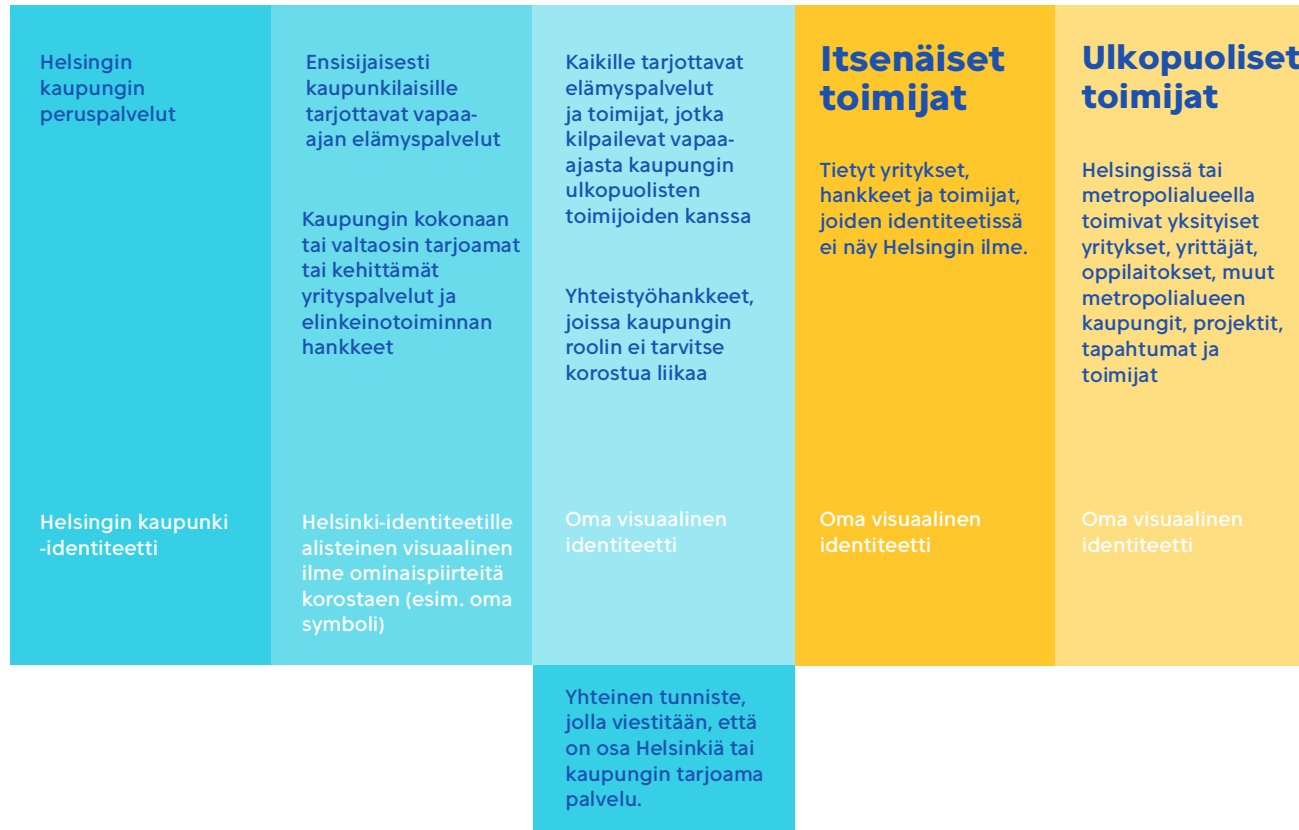 Helsingin
kaupungin
peruspalvelut
Helsingin kaupunki
-identiteetti
Ensisijaisesti
kaupunkilaisille
tarjottavat vapaa-
ajan elämyspalvelut
Kaupungin kokonaan
tai valtaosin tarjoamat
tai kehittämät
yrityspalvelut ja
elinkeinotoiminnan
hankkeet
Helsinki-identiteetille
alisteinen visuaalinen
ilme ominaispiirteitä
korostaen (esim. oma
symboli)
Kaikille tarjottavat
elämyspalvelut
ja toimijat, jotka
kilpailevat vapaa-
ajasta kaupungin
ulkopuolisten
toimijoiden kanssa
Yhteistyöhankkeet,
joissa kaupungin
roolin ei tarvitse
korostua liikaa
Oma visuaalinen
identiteetti
Yhteinen tunniste,
jolla viestitään, että
on osa Helsinkiä tai
kaupungin tarjoama
palvelu.
Itsenäiset
toimijat
Tietyt yritykset,
hankkeet ja toimijat,
joiden identiteetissä
ei näy Helsingin ilme.
Oma visuaalinen
identiteetti
Ulkopuoliset
toimijat
Helsingissä tai
metropolialueella
toimivat yksityiset
yritykset, yrittäjät,
oppilaitokset, muut
metropolialueen
kaupungit, projektit,
tapahtumat ja
toimijat
Oma visuaalinen
identiteetti